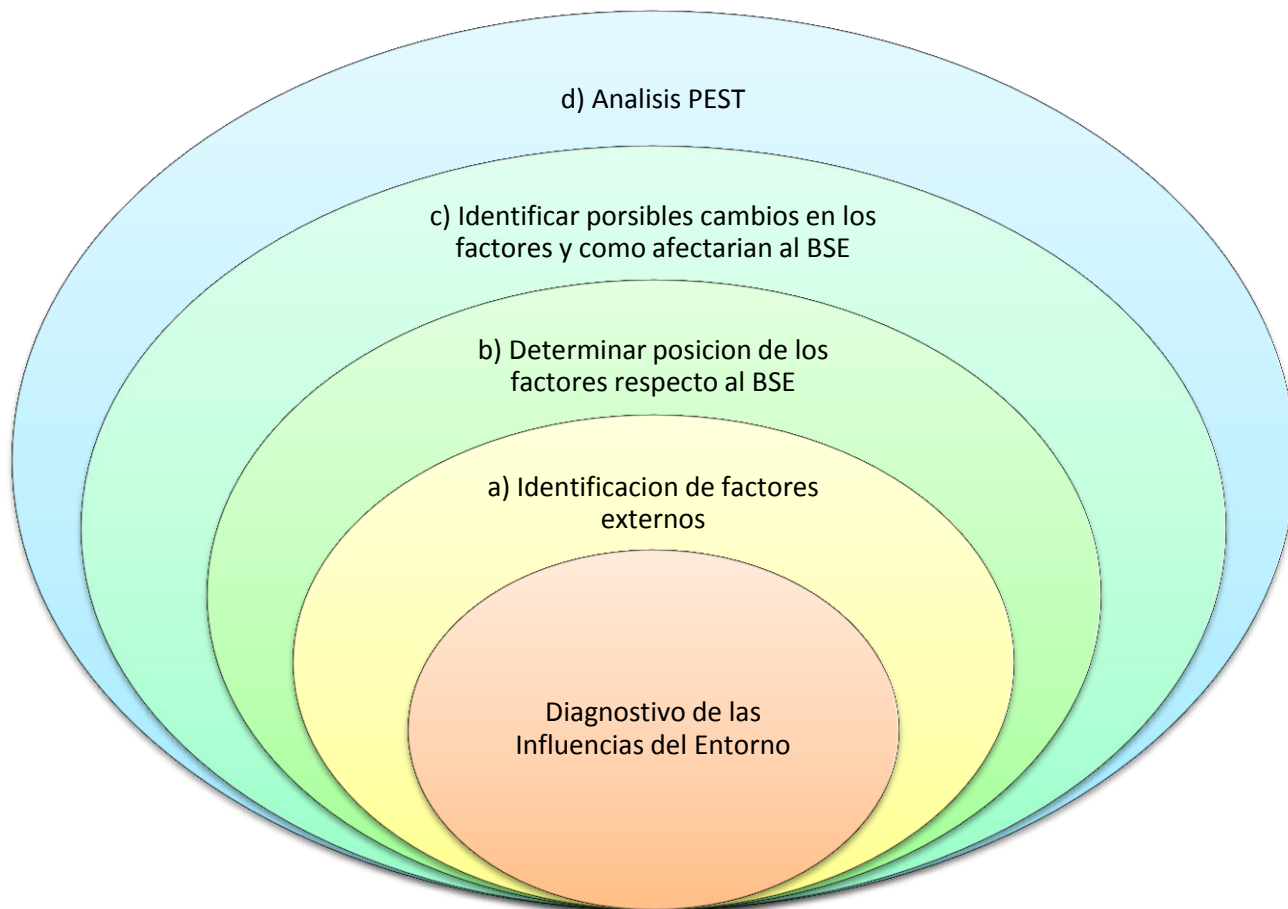 d) Analisis PEST
c) Identificar porsibles cambios en los
factores y como afectarian al BSE
b) Determinar posicion de los
factores respecto al BSE
a) Identificacion de factores
externos
Diagnostivo de las
Influencias del Entorno